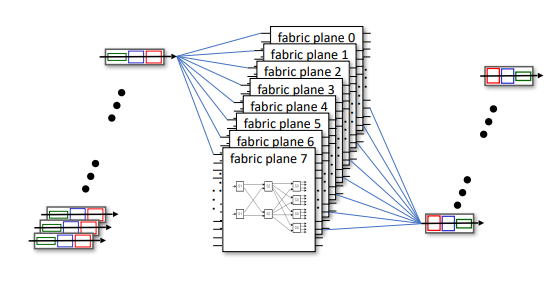 fabric plane 0
fabric plane 1
fabric plane 2
fabric plane 3
fabric plane 4
fabric plane 5
fabric plane 6
fabric plane 7